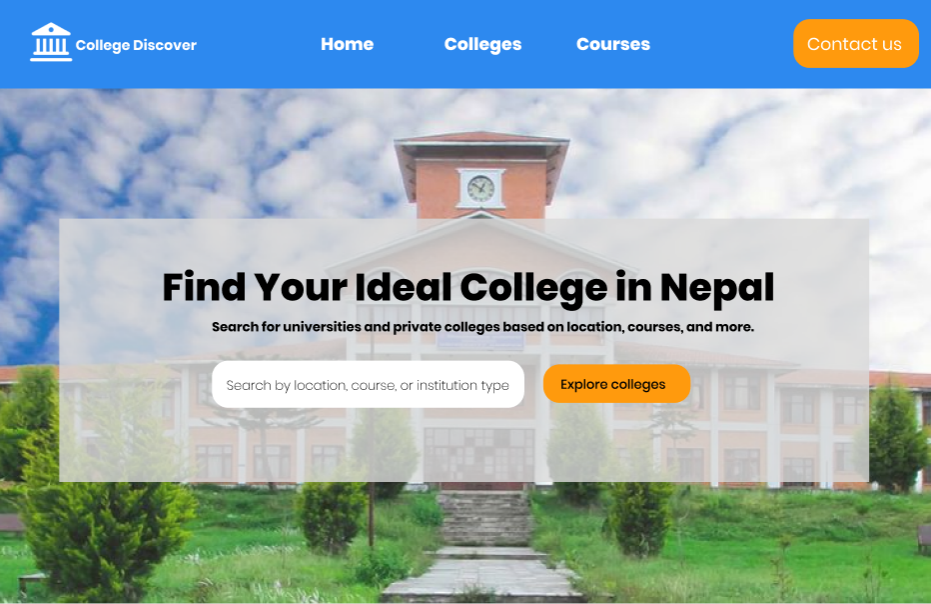 College Discover
Home
Colleges
Courses
Contact us
Find Your Ideal College in Nepal
Search for universities and private colleges based on location, courses, and more.
Search by location, course, or institution type
Explore colleges